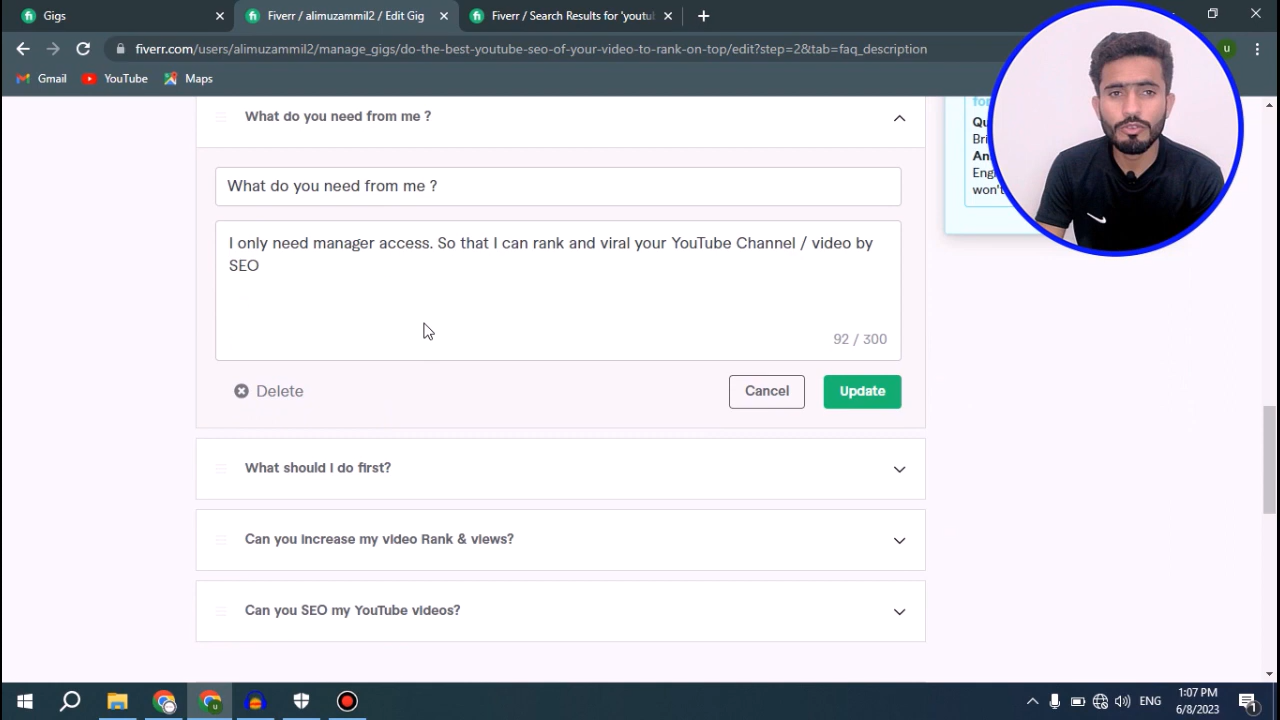 Gigs
Fiverr / alimuzammil2 / Edit Gig
Fiverr / Search Results for 'youtu
fiverr.com/users/alimuzammil2/manage_gigs/do-the-best-youtube-seo-of-your-video-to-rank-on-top/edit?step=2&tab=faq_description
u
Gmail
YouTube
Maps
What do you need from me ?
for
Qu
Bri
An
Eng
won't
What do you need from me ?
I only need manager access. So that I can rank and viral your YouTube Channel / video by
SEO
92 / 300
Delete
Cancel
Update
What should I do first?
Can you increase my video Rank & views?
Can you SEO my YouTube videos?
ENG
1:07 PM
6/8/2023
1